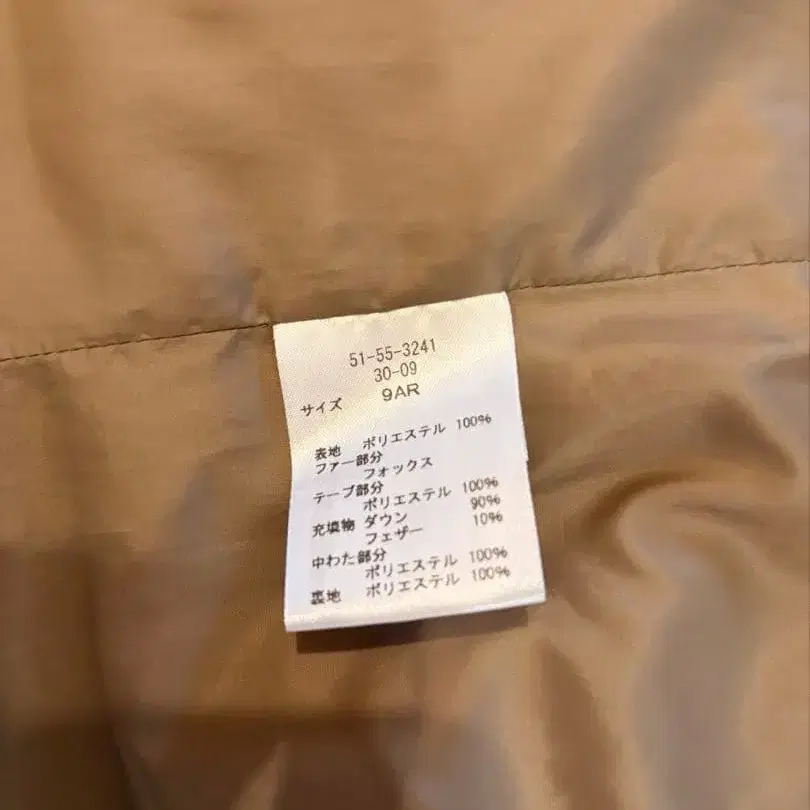 51-55-3241
30-09
サイズ 9AR
表地 ポリエステル 100%
ファー部分
フォックス
テープ部分
ポリエステル 100%
充填物 ダウン 90%
フェザー 10%
中わた部分
ポリエステル 100%
裏地 ポリエステル 100%